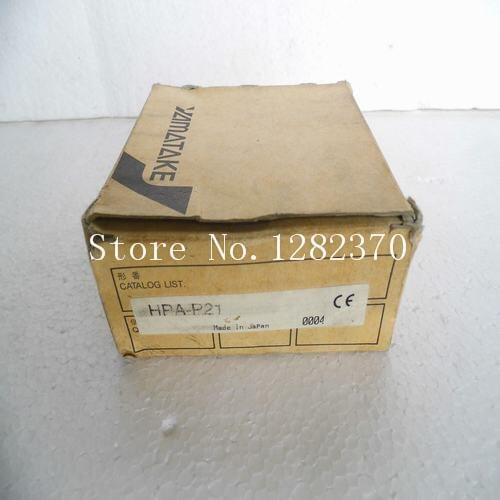 YAMATAKE
Store No. 1282370
形番
CATALOG LIST.
HPA-P21
CE
Made in Japan
0004